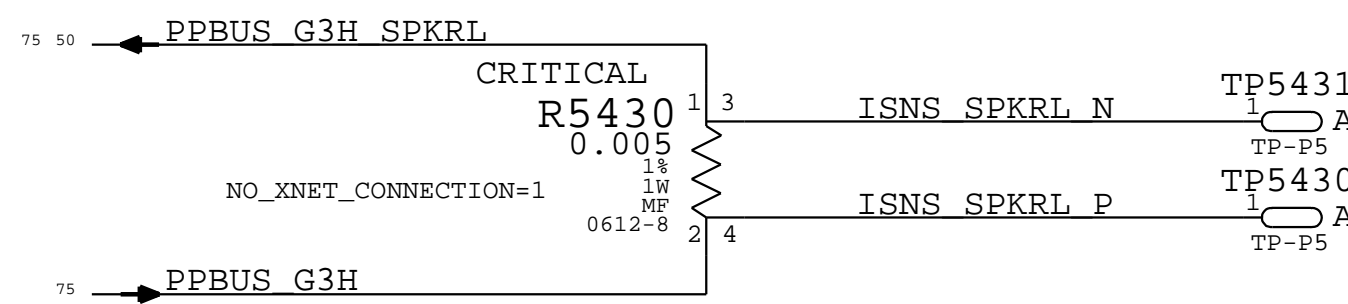 75 50 PPBUS_G3H_SPKRL
CRITICAL
R5430
0.005
1%
1W
MF
0612-8
NO_XNET_CONNECTION=1
1 3
ISNS_SPKRL_N
TP5431
1
A
TP-P5
2 4
ISNS_SPKRL_P
TP5430
1
A
TP-P5
75 PPBUS_G3H